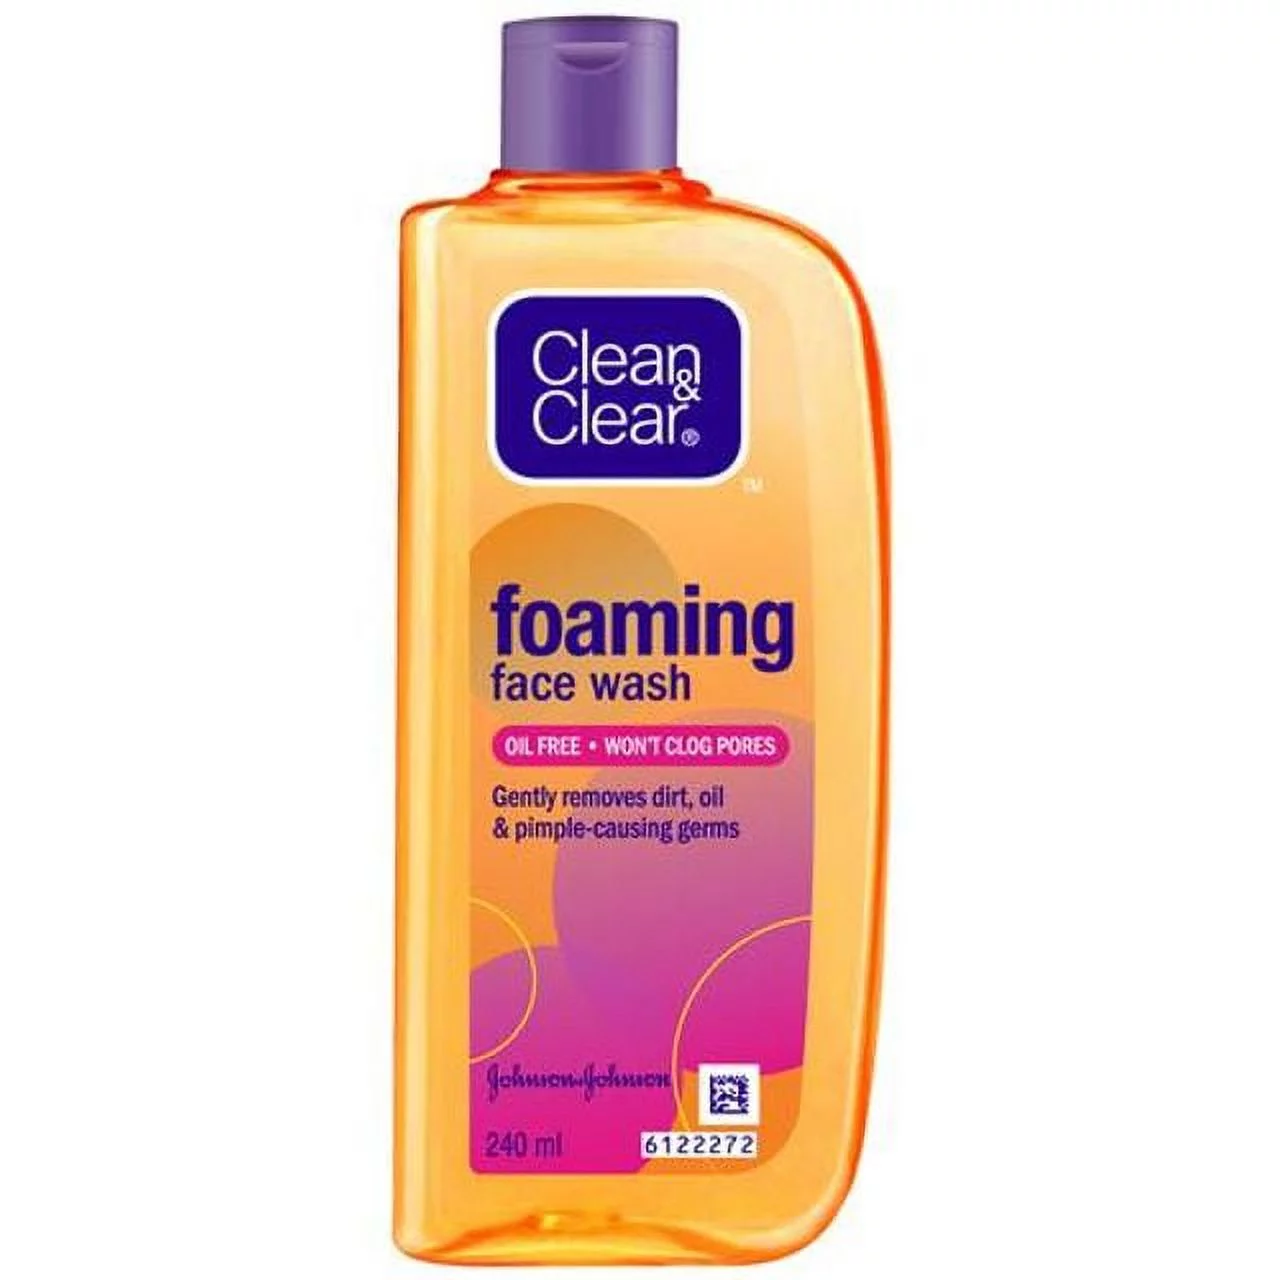 Clean
&
Clear®
TM
foaming
face wash
OIL FREE • WON'T CLOG PORES
Gently removes dirt, oil
& pimple-causing germs
Johnson&Johnson
240 ml
6122272